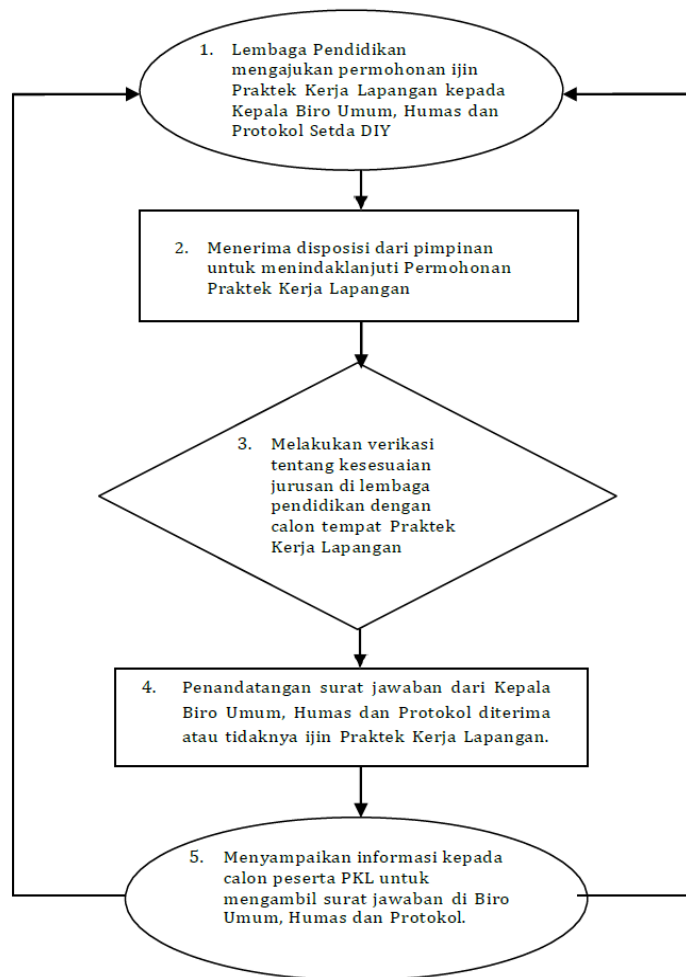 1. Lembaga Pendidikan
mengajukan permohonan ijin
Praktek Kerja Lapangan kepada
Kepala Biro Umum, Humas dan
Protokol Setda DIY
2. Menerima disposisi dari pimpinan
untuk menindaklanjuti Permohonan
Praktek Kerja Lapangan
3. Melakukan verifikasi
tentang kesesuaian
jurusan di lembaga
pendidikan dengan
calon tempat Praktek
Kerja Lapangan
4. Penandatangan surat jawaban dari Kepala
Biro Umum, Humas dan Protokol diterima
atau tidaknya ijin Praktek Kerja Lapangan.
5. Menyampaikan informasi kepada
calon peserta PKL untuk
mengambil surat jawaban di Biro
Umum, Humas dan Protokol.